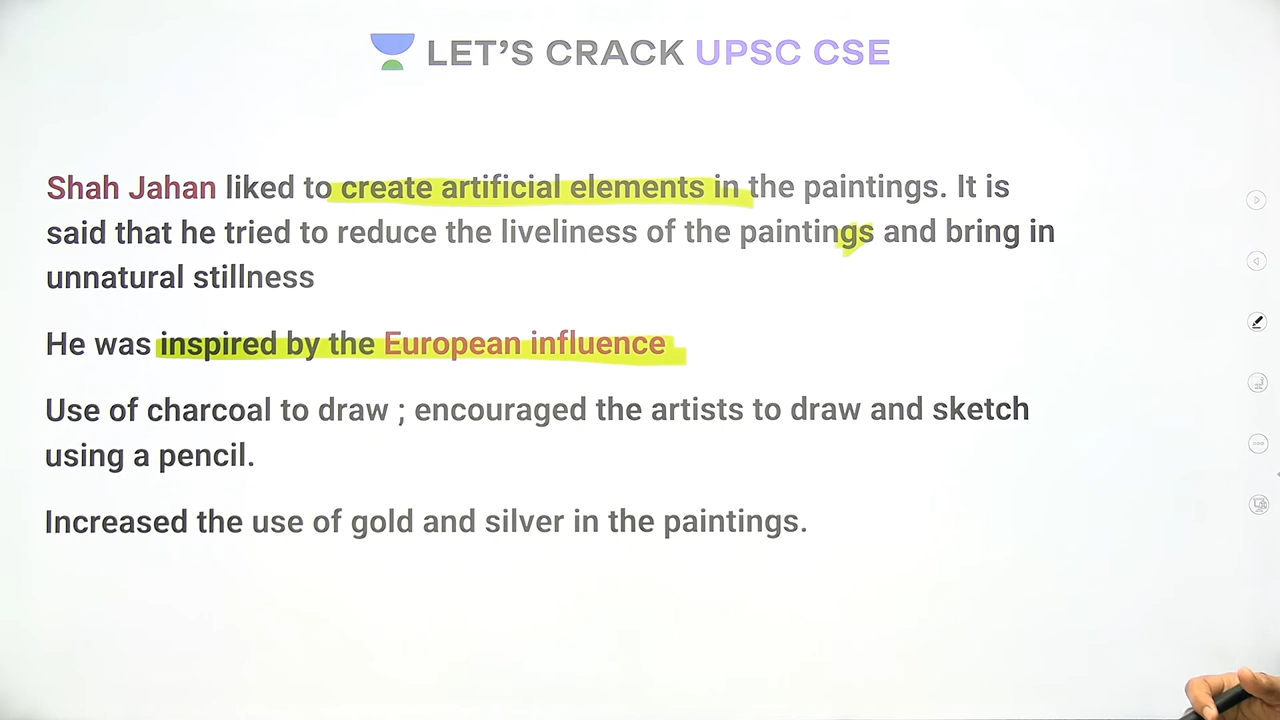 LET'S CRACK UPSC CSE
Shah Jahan liked to create artificial elements in the paintings. It is
said that he tried to reduce the liveliness of the paintings and bring in
unnatural stillness
He was inspired by the European influence
Use of charcoal to draw ; encouraged the artists to draw and sketch
using a pencil.
Increased the use of gold and silver in the paintings.